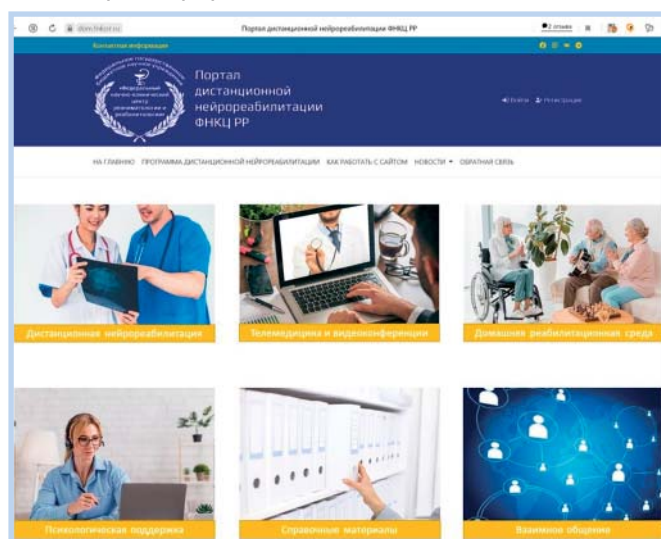 Портал дистанционной нейрореабилитации ФНКЦ РР
2 отзыва
Контактная информация
Портал
дистанционной
нейрореабилитации
ФНКЦ РР
Войти Регистрация
НА ГЛАВНУЮ ПРОГРАММА ДИСТАНЦИОННОЙ НЕЙРОРЕАБИЛИТАЦИИ КАК РАБОТАТЬ С САЙТОМ НОВОСТИ ОБРАТНАЯ СВЯЗЬ
Дистанционная нейрореабилитация
Телемедицина и видеоконференции
Домашняя реабилитационная среда
Психологическая поддержка
Справочные материалы
Взаимное общение